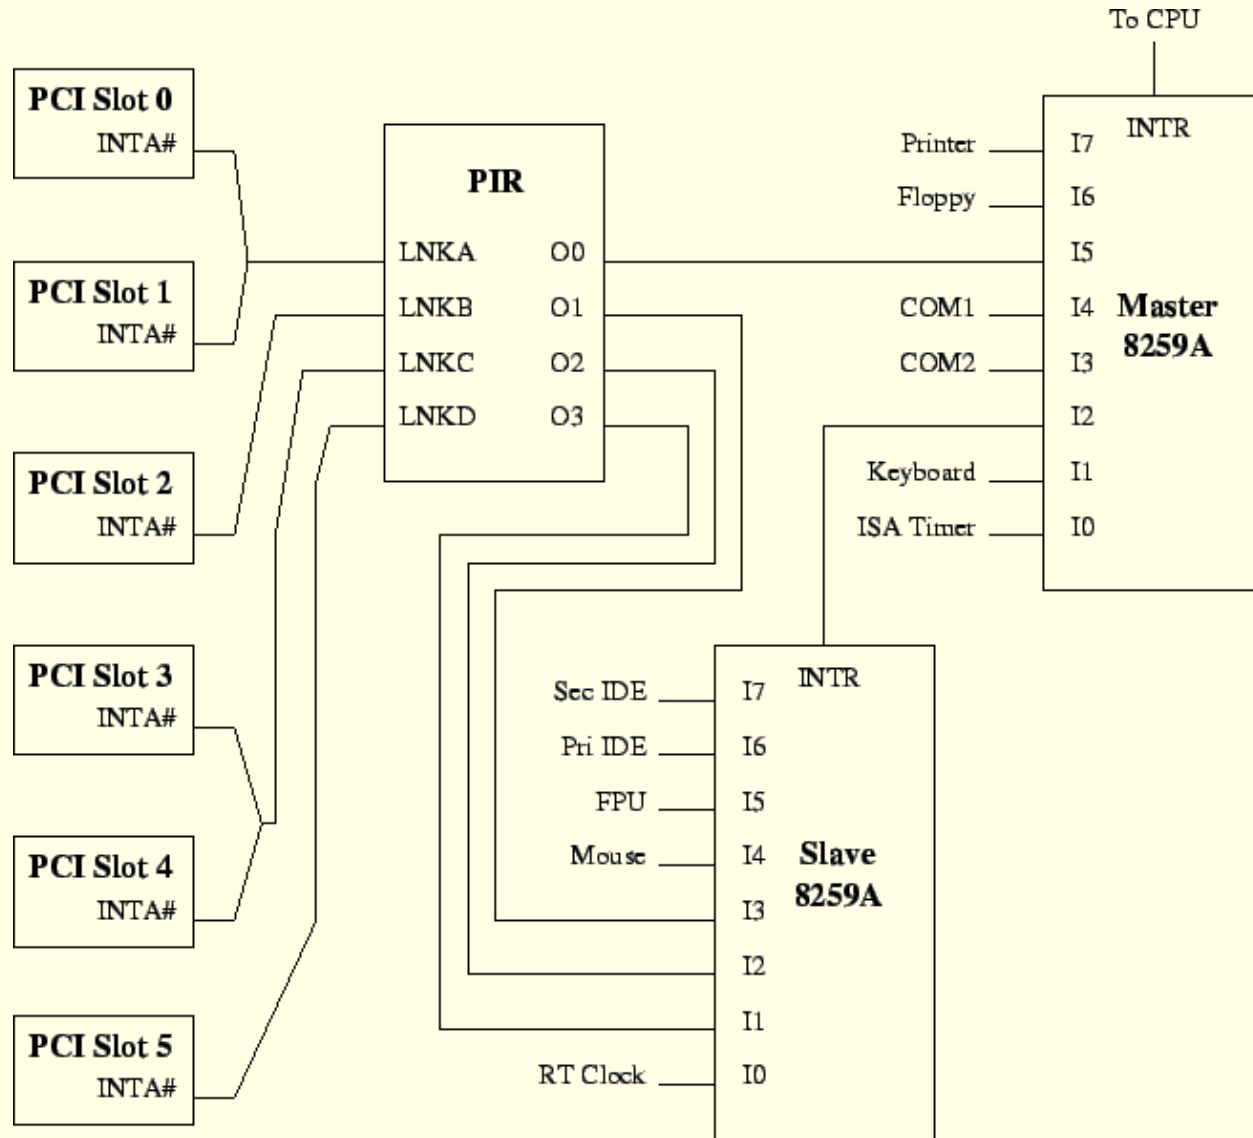 To CPU
PCI Slot 0
INTA#
PCI Slot 1
INTA#
PCI Slot 2
INTA#
PCI Slot 3
INTA#
PCI Slot 4
INTA#
PCI Slot 5
INTA#
PIR
LNKA O0
LNKB O1
LNKC O2
LNKD O3
INTR
Printer I7
Floppy I6
I5
COM1 I4
COM2 I3
I2
Keyboard I1
ISA Timer I0
Master
8259A
INTR
Sec IDE I7
Pri IDE I6
FPU I5
Mouse I4
I3
I2
I1
RT Clock I0
Slave
8259A